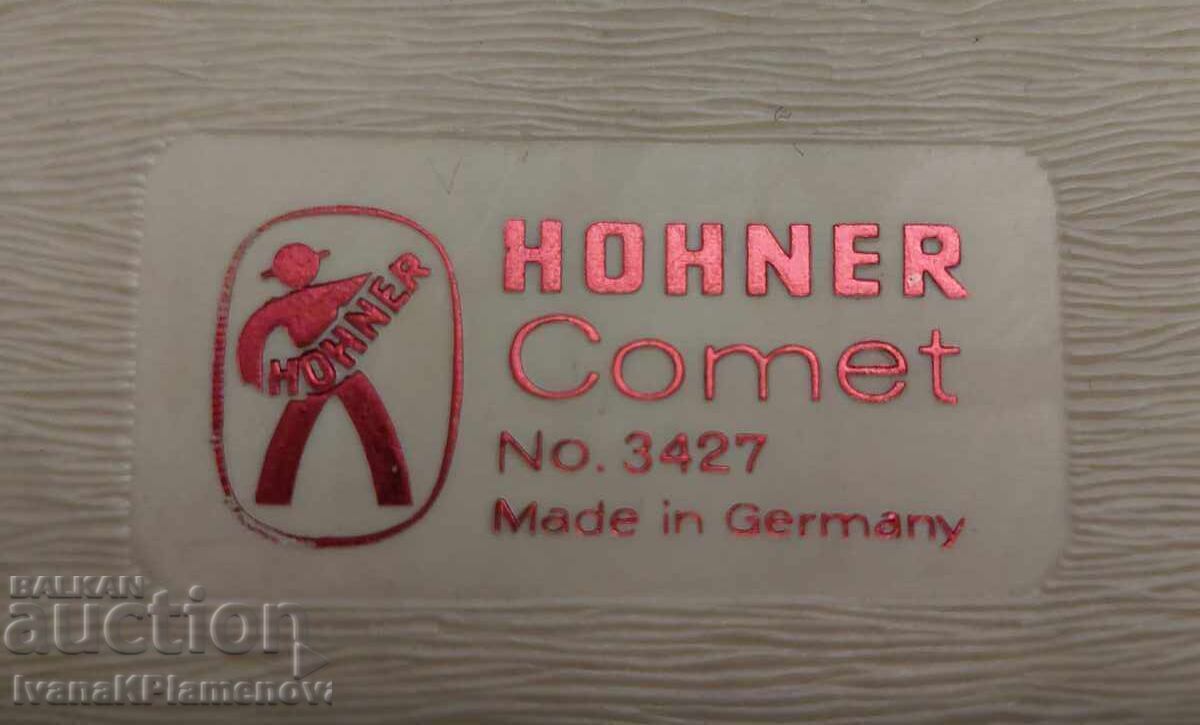 HOHNER
HOHNER
Comet
No. 3427
Made in Germany
BALKAN
auction
IvanaKPlamenova